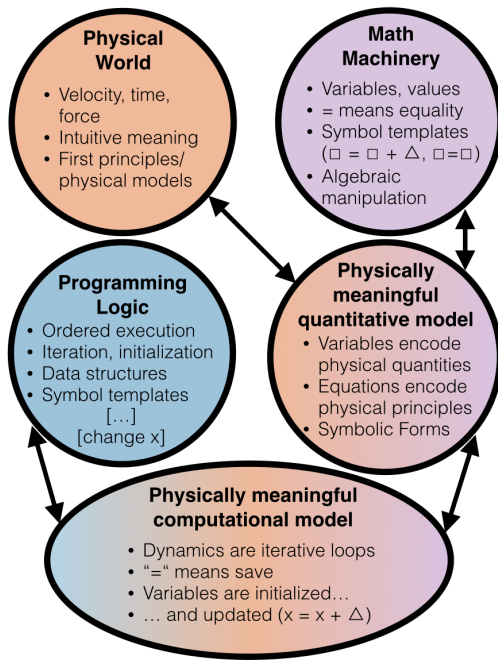 Physical
World
• Velocity, time,
force
• Intuitive meaning
• First principles/
physical models
Math
Machinery
• Variables, values
• = means equality
• Symbol templates
(□ = □ + △, □=□)
• Algebraic
manipulation
Programming
Logic
• Ordered execution
• Iteration, initialization
• Data structures
• Symbol templates
[...]
[change x]
Physically
meaningful
quantitative model
• Variables encode
physical quantities
• Equations encode
physical principles
• Symbolic Forms
Physically meaningful
computational model
• Dynamics are iterative loops
• “=“ means save
• Variables are initialized…
• … and updated (x = x + △)